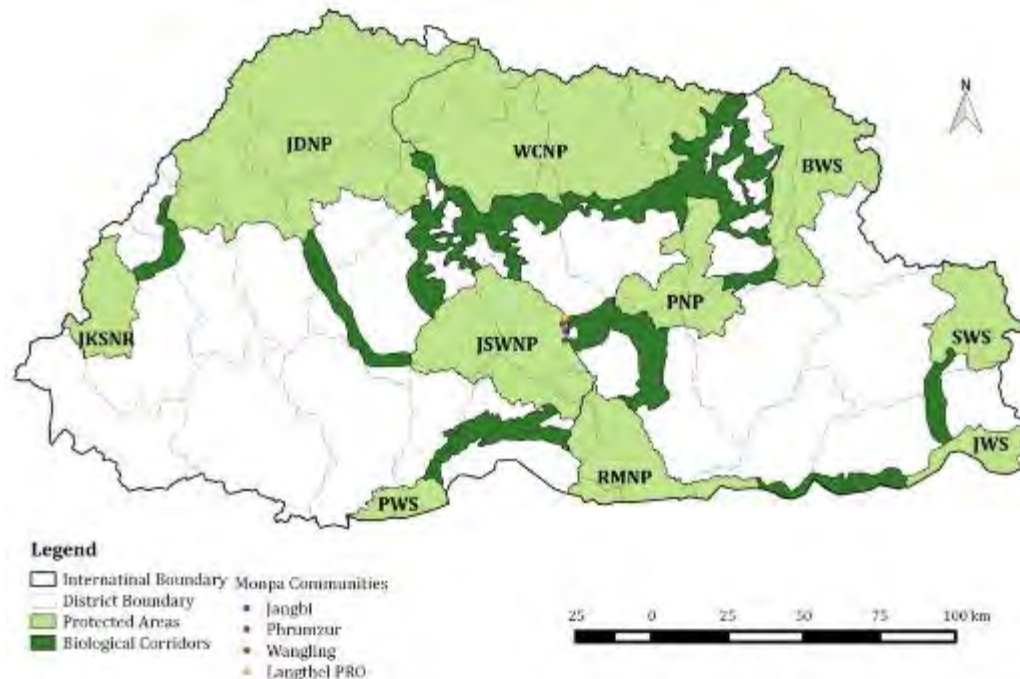 N
JDNP
WCNP
BWS
PNP
JKSNR
JSWNP
SWS
JWS
RMNP
PWS
Legend
Internatinal Boundary
District Boundary
Protected Areas
Biological Corridors
Monpa Communities
Jangbi
Phrumzur
Wangling
Langthel PRO
25 0 25 50 75 100 km